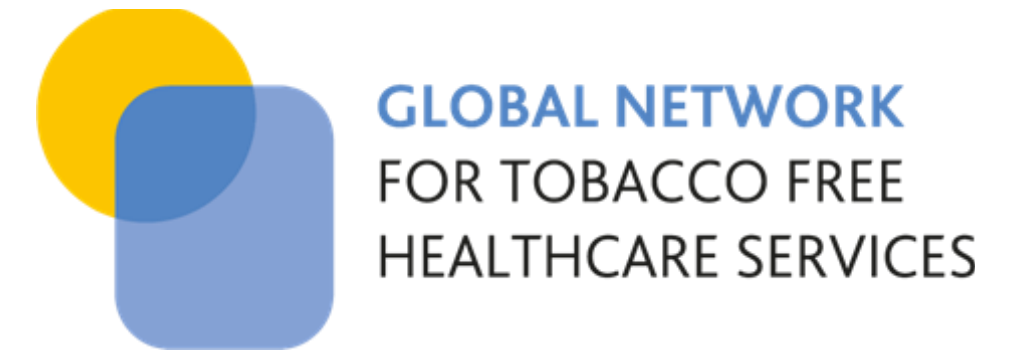 GLOBAL NETWORK
FOR TOBACCO FREE
HEALTHCARE SERVICES